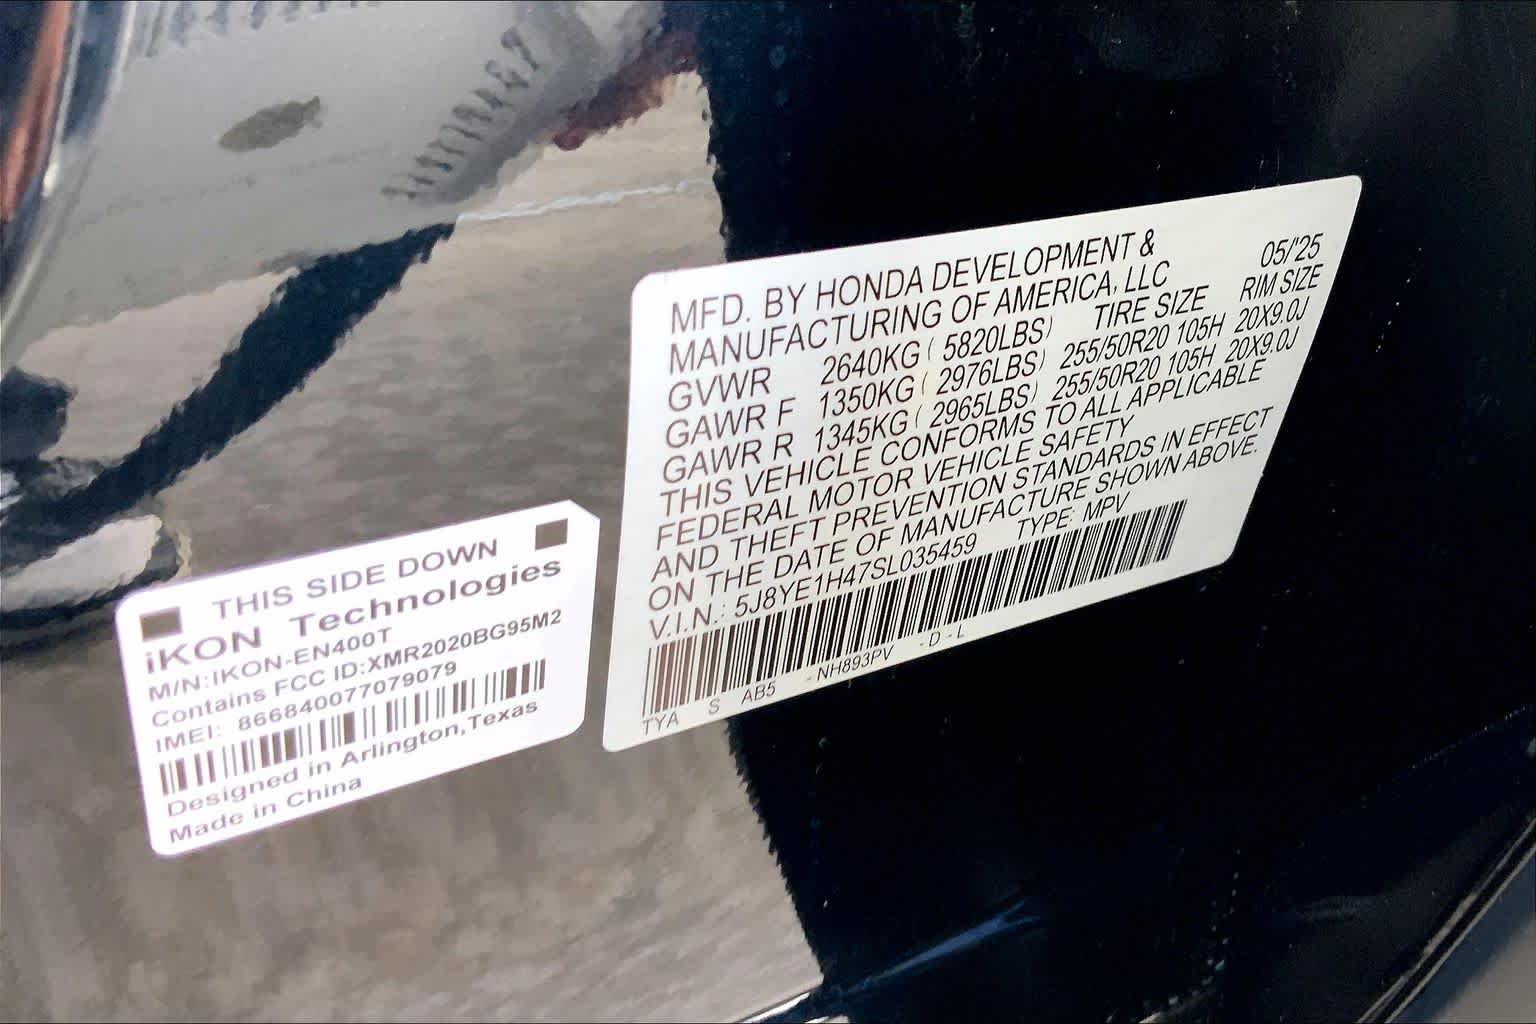 THIS SIDE DOWN
iKON Technologies
M/N:IKON-EN400T
Contains FCC ID:XMR2020BG95M2
IMEI: 866840077079079
Designed in Arlington,Texas
Made in China
MFD. BY HONDA DEVELOPMENT &
MANUFACTURING OF AMERICA, LLC 05/'25
GVWR 2640KG ( 5820LBS) TIRE SIZE RIM SIZE
GAWR F 1350KG ( 2976LBS) 255/50R20 105H 20X9.0J
GAWR R 1345KG ( 2965LBS) 255/50R20 105H 20X9.0J
THIS VEHICLE CONFORMS TO ALL APPLICABLE
FEDERAL MOTOR VEHICLE SAFETY
AND THEFT PREVENTION STANDARDS IN EFFECT
ON THE DATE OF MANUFACTURE SHOWN ABOVE.
V.I.N.: 5J8YE1H47SL035459 TYPE: MPV
TYA S AB5 -NH893PV -D-L